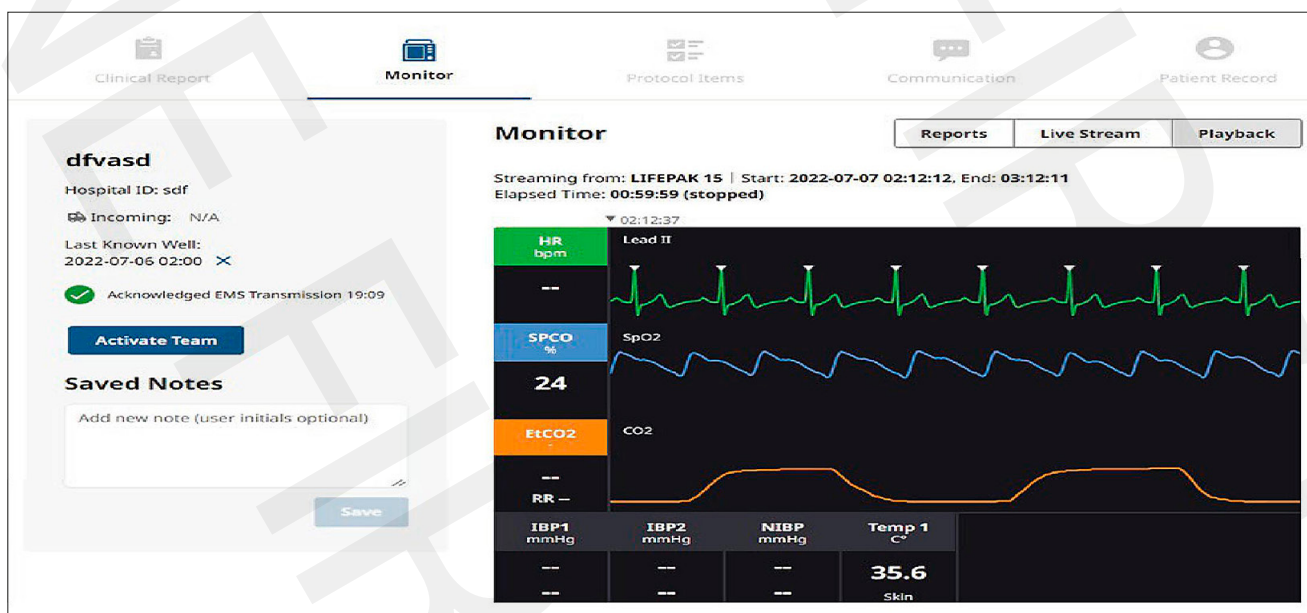 Clinical Report
Monitor
Protocol Items
Communication
Patient Record
dfvasd
Hospital ID: sdf
Incoming: N/A
Last Known Well:
2022-07-06 02:00 ✕
Acknowledged EMS Transmission 19:09
Activate Team
Saved Notes
Add new note (user initials optional)
Save
Monitor
Reports
Live Stream
Playback
Streaming from: LIFEPAK 15 | Start: 2022-07-07 02:12:12, End: 03:12:11
Elapsed Time: 00:59:59 (stopped)
02:12:37
HR
bpm
--
Lead II
SPCO
%
24
SpO2
EtCO2
-
--
RR --
CO2
IBP1
mmHg
--
--
IBP2
mmHg
--
--
NIBP
mmHg
--
--
Temp 1
C°
35.6
Skin